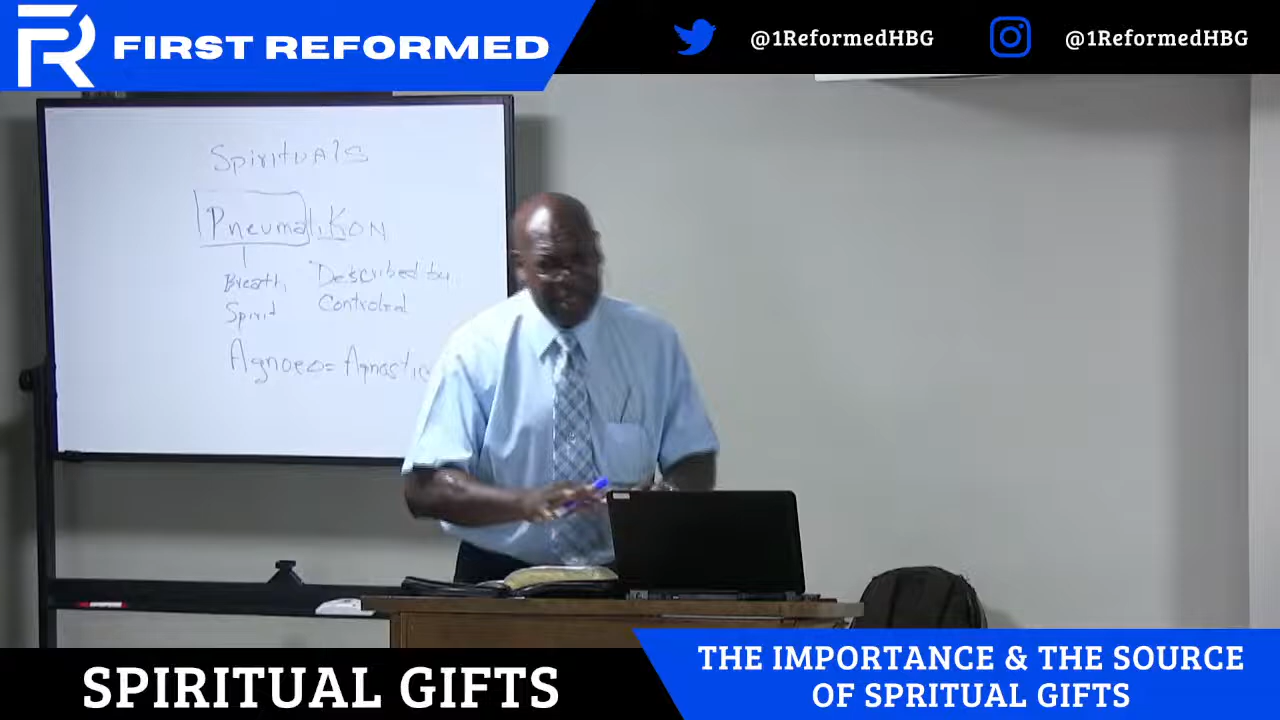 FR FIRST REFORMED
@1ReformedHBG
@1ReformedHBG
Spirituals
PneumatiKON
Breath, Described by
Spirit Controlled
Agnoeo = Agnostic
SPIRITUAL GIFTS
THE IMPORTANCE & THE SOURCE
OF SPRITUAL GIFTS